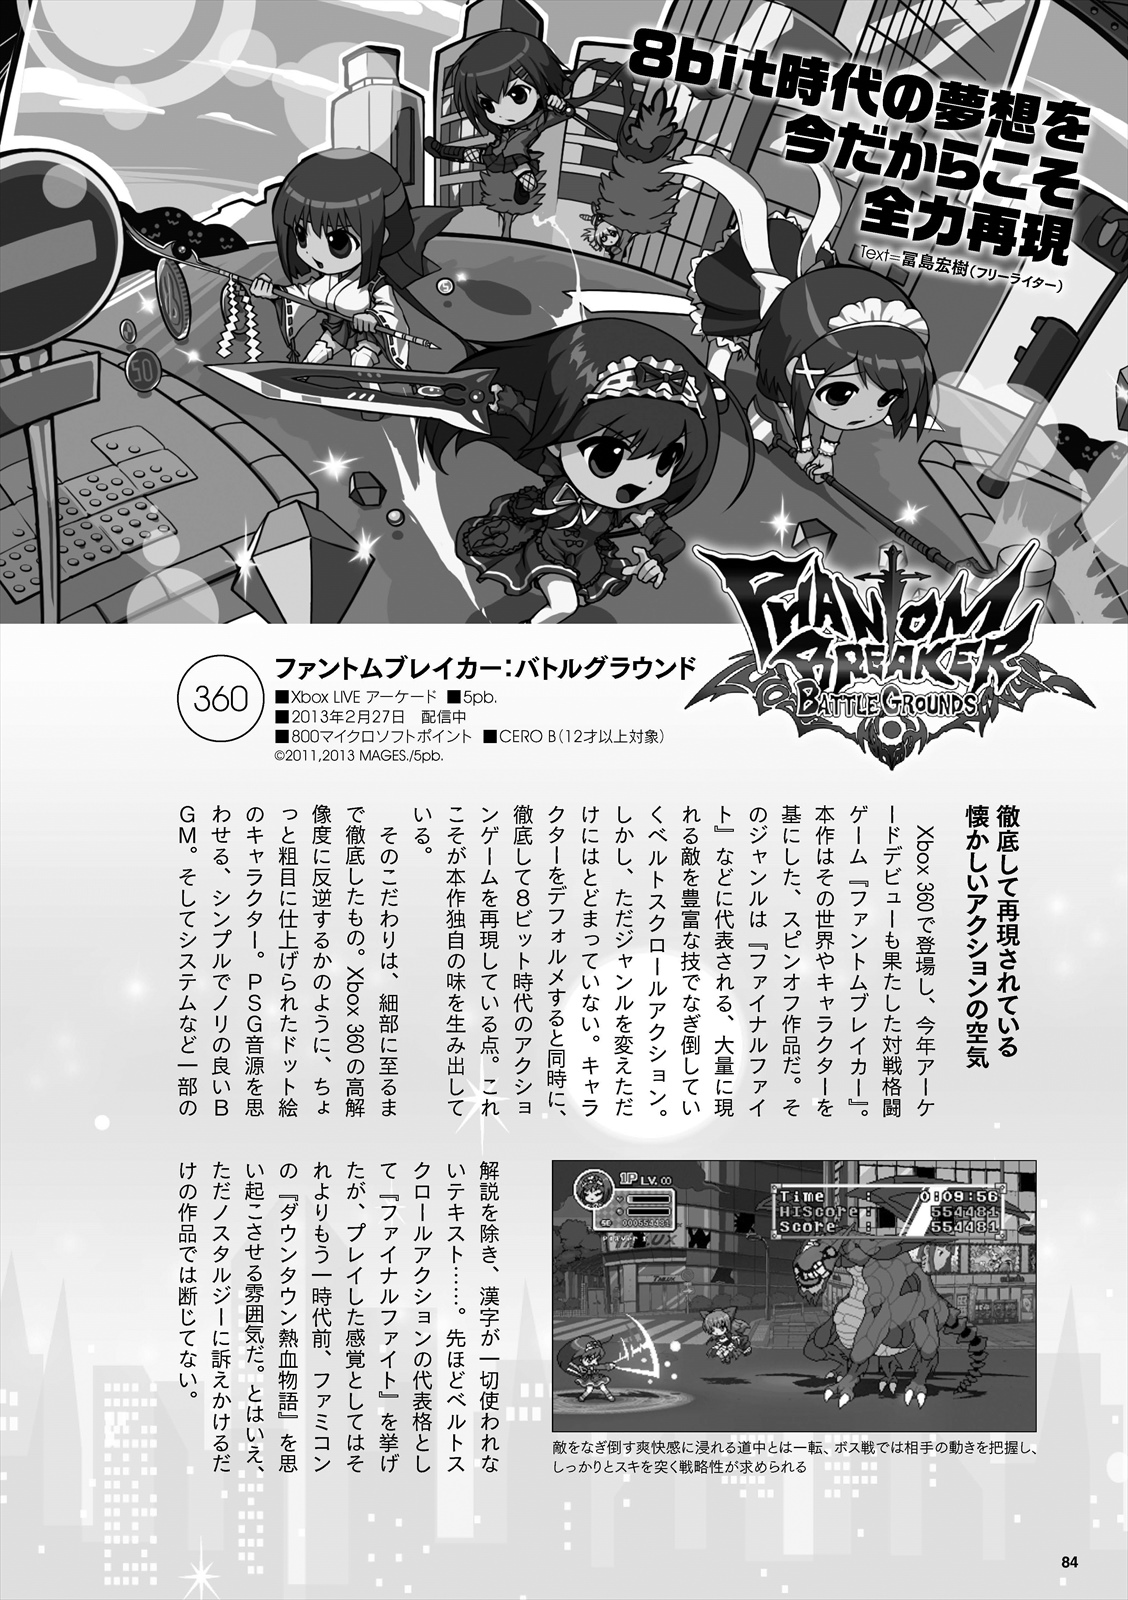 8bit時代の夢想を
今だからこそ
全力再現
Text=冨島宏樹(フリーライター)
50
PHANTOM
BREAKER
BATTLE GROUNDS
360
ファントムブレイカー：バトルグラウンド
■Xbox LIVE アーケード ■5pb.
■2013年2月27日 配信中
■800マイクロソフトポイント ■CERO B(12才以上対象)
©2011,2013 MAGES./5pb.
徹底して再現されている
懐かしいアクションの空気
Xbox 360で登場し、今年アーケ
ードデビューも果たした対戦格闘
ゲーム『ファントムブレイカー』。
本作はその世界やキャラクターを
基にした、スピンオフ作品だ。そ
のジャンルは『ファイナルファイ
ト』などに代表される、大量に現
れる敵を豊富な技でなぎ倒してい
くベルトスクロールアクション。
しかし、ただジャンルを変えただ
けにはとどまっていない。キャラ
クターをデフォルメすると同時に、
徹底して8ビット時代のアクショ
ンゲームを再現している点。これ
こそが本作独自の味を生み出して
いる。
そのこだわりは、細部に至るま
で徹底したもの。Xbox 360の高解
像度に反逆するかのように、ちょ
っと粗目に仕上げられたドット絵
のキャラクター。PSG音源を思
わせる、シンプルでノリの良いB
GM。そしてシステムなど一部の
解説を除き、漢字が一切使われな
いテキスト……。先ほどベルトス
クロールアクションの代表格とし
て『ファイナルファイト』を挙げ
たが、プレイした感覚としてはそ
れよりもう一時代前、ファミコン
の『ダウンタウン熱血物語』を思
い起こさせる雰囲気だ。とはいえ、
ただノスタルジーに訴えかけるだ
けの作品では断じてない。
1P LV.∞
000554481
Player 1
Time : 0:09:56
HIScore: 554481
Score : 554481
敵をなぎ倒す爽快感に浸れる道中とは一転、ボス戦では相手の動きを把握し、
しっかりとスキを突く戦略性が求められる
84